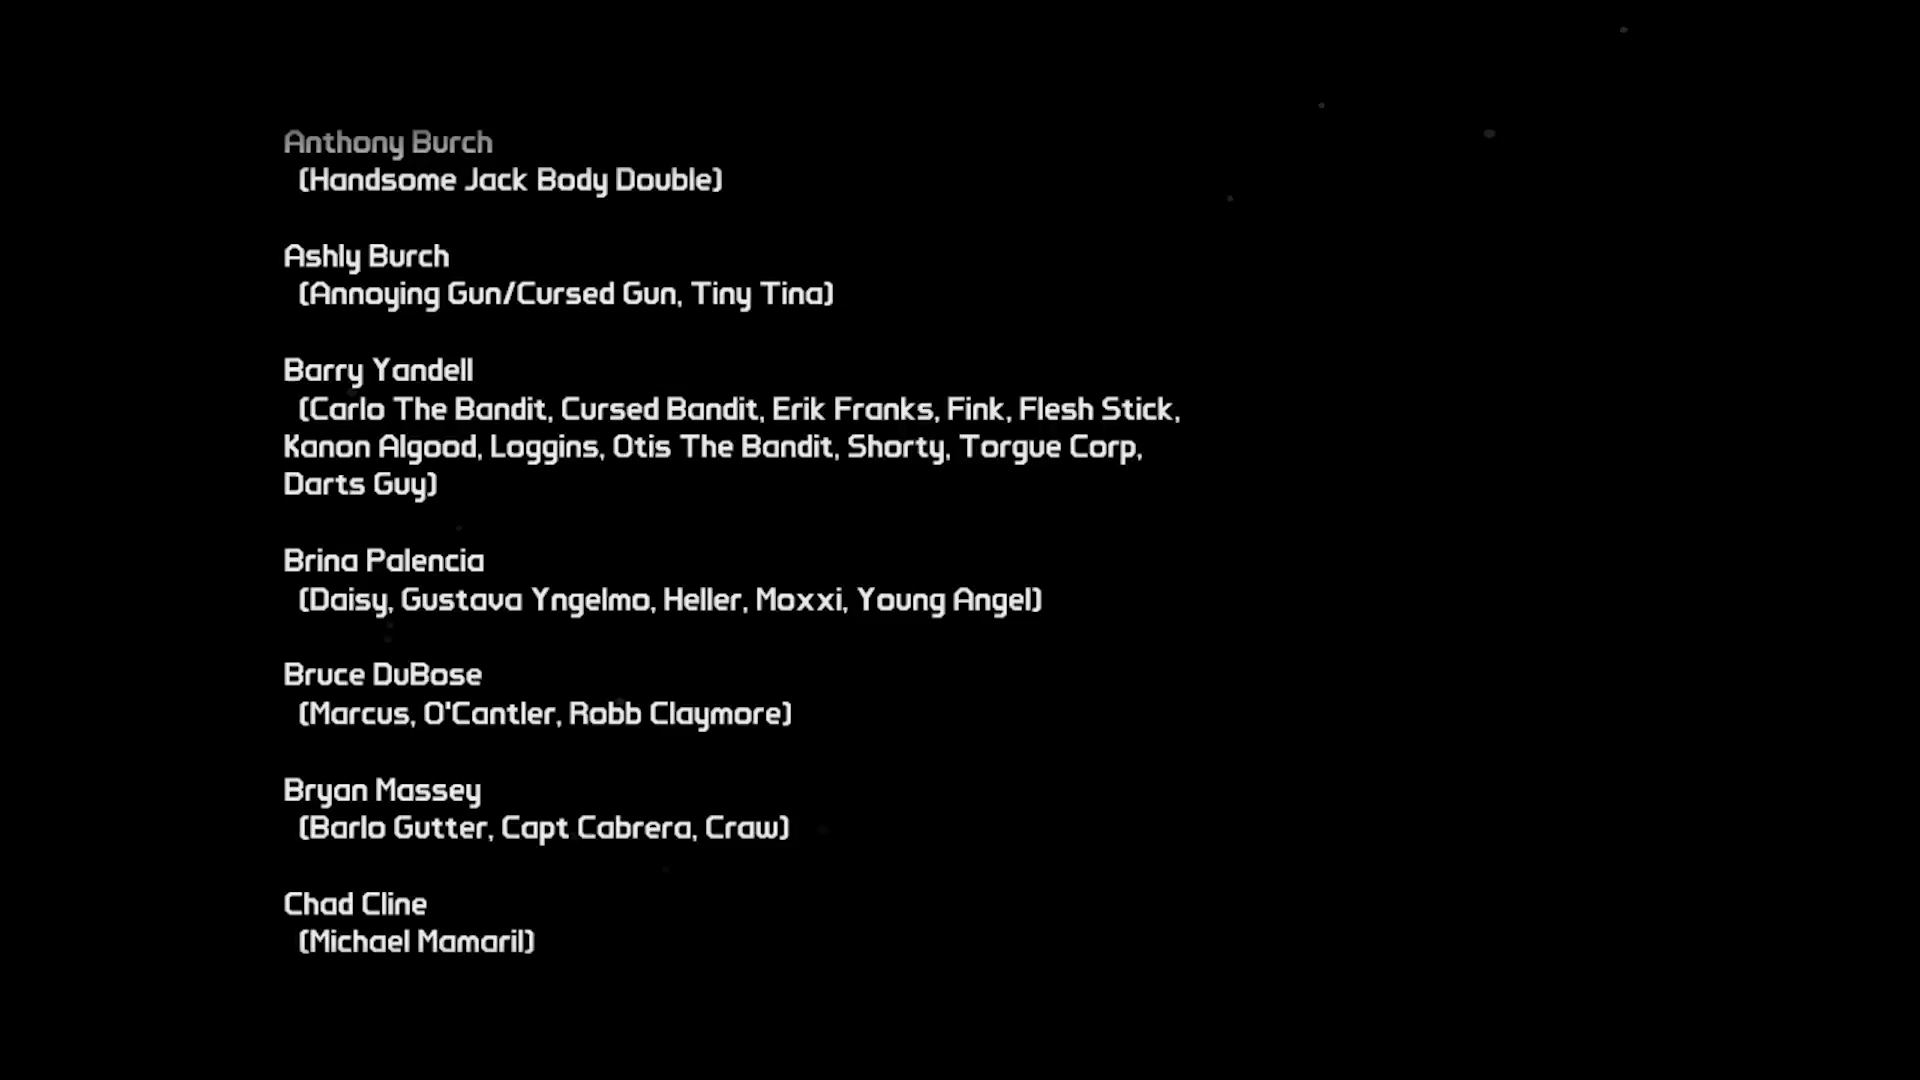 Anthony Burch
(Handsome Jack Body Double)
Ashly Burch
(Annoying Gun/Cursed Gun, Tiny Tina)
Barry Yandell
(Carlo The Bandit, Cursed Bandit, Erik Franks, Fink, Flesh Stick,
Kanon Algood, Loggins, Otis The Bandit, Shorty, Torgue Corp,
Darts Guy)
Brina Palencia
(Daisy, Gustava Yngelmo, Heller, Moxxi, Young Angel)
Bruce DuBose
(Marcus, O'Cantler, Robb Claymore)
Bryan Massey
(Barlo Gutter, Capt Cabrera, Craw)
Chad Cline
(Michael Mamaril)